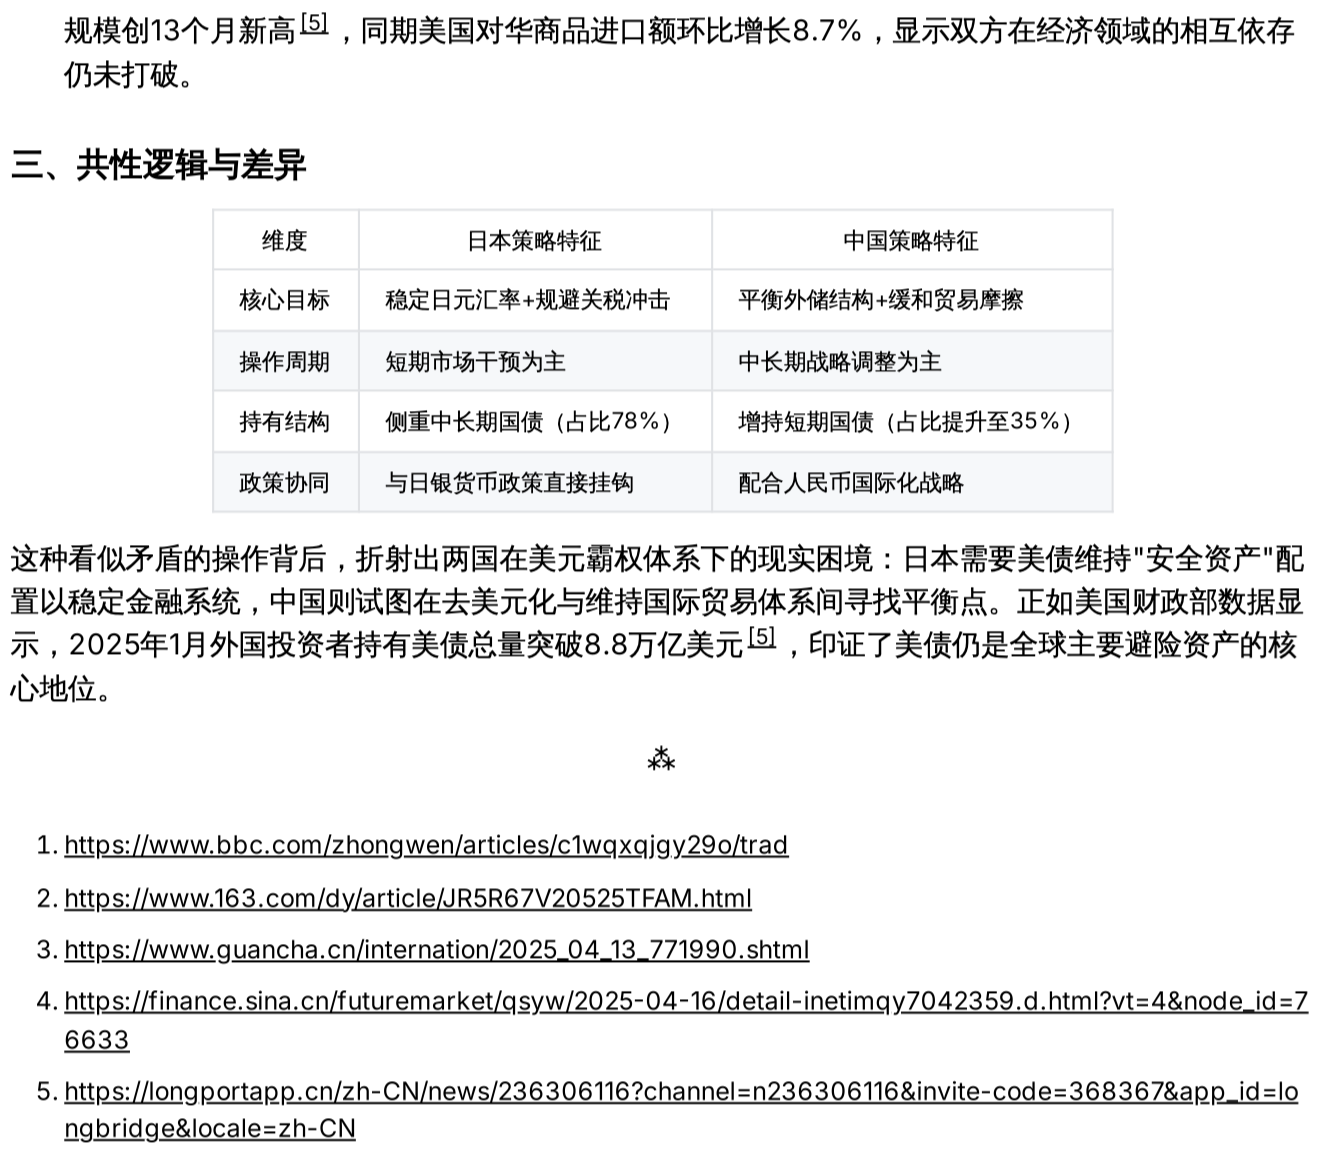 规模创13个月新高[5]，同期美国对华商品进口额环比增长8.7%，显示双方在经济领域的相互依存
仍未打破。
三、共性逻辑与差异
维度 日本策略特征 中国策略特征
核心目标 稳定日元汇率+规避关税冲击 平衡外储结构+缓和贸易摩擦
操作周期 短期市场干预为主 中长期战略调整为主
持有结构 侧重中长期国债（占比78%） 增持短期国债（占比提升至35%）
政策协同 与日银货币政策直接挂钩 配合人民币国际化战略
这种看似矛盾的操作背后，折射出两国在美元霸权体系下的现实困境：日本需要美债维持"安全资产"配
置以稳定金融系统，中国则试图在去美元化与维持国际贸易体系间寻找平衡点。正如美国财政部数据显
示，2025年1月外国投资者持有美债总量突破8.8万亿美元[5]，印证了美债仍是全球主要避险资产的核
心地位。
⁂
1. https://www.bbc.com/zhongwen/articles/c1wqxqjgy29o/trad
2. https://www.163.com/dy/article/JR5R67V20525TFAM.html
3. https://www.guancha.cn/internation/2025_04_13_771990.shtml
4. https://finance.sina.cn/futuremarket/qsyw/2025-04-16/detail-inetimqy7042359.d.html?vt=4&node_id=7
6633
5. https://longportapp.cn/zh-CN/news/236306116?channel=n236306116&invite-code=368367&app_id=lo
ngbridge&locale=zh-CN